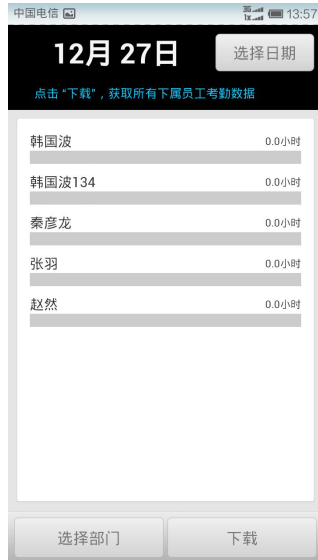 中国电信 3G 1X 13:57
12月 27日 选择日期
点击 “下载”，获取所有下属员工考勤数据
韩国波 0.0小时
韩国波134 0.0小时
秦彦龙 0.0小时
张羽 0.0小时
赵然 0.0小时
选择部门 下载